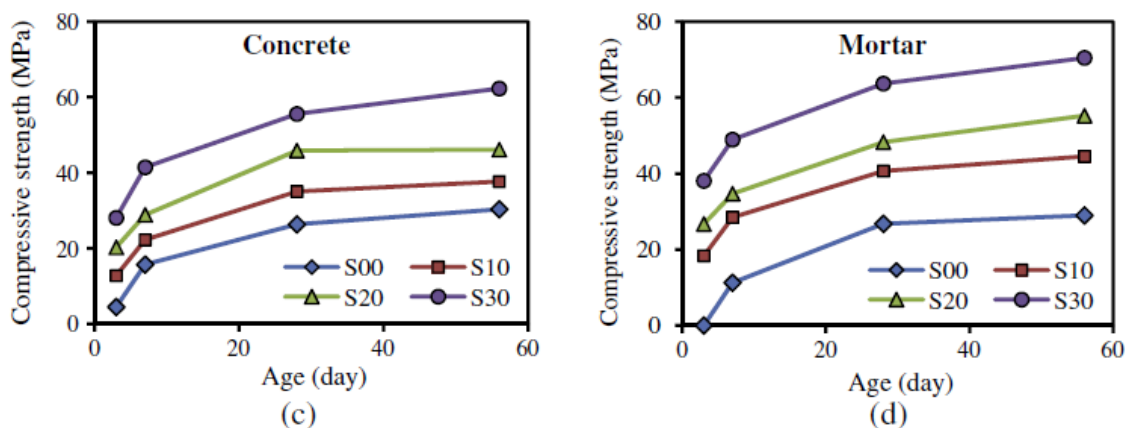 Concrete
Compressive strength (MPa)
80
60
40
20
0
S00 S10
S20 S30
0 20 40 60
Age (day)
(c)
Mortar
Compressive strength (MPa)
80
60
40
20
0
S00 S10
S20 S30
0 20 40 60
Age (day)
(d)